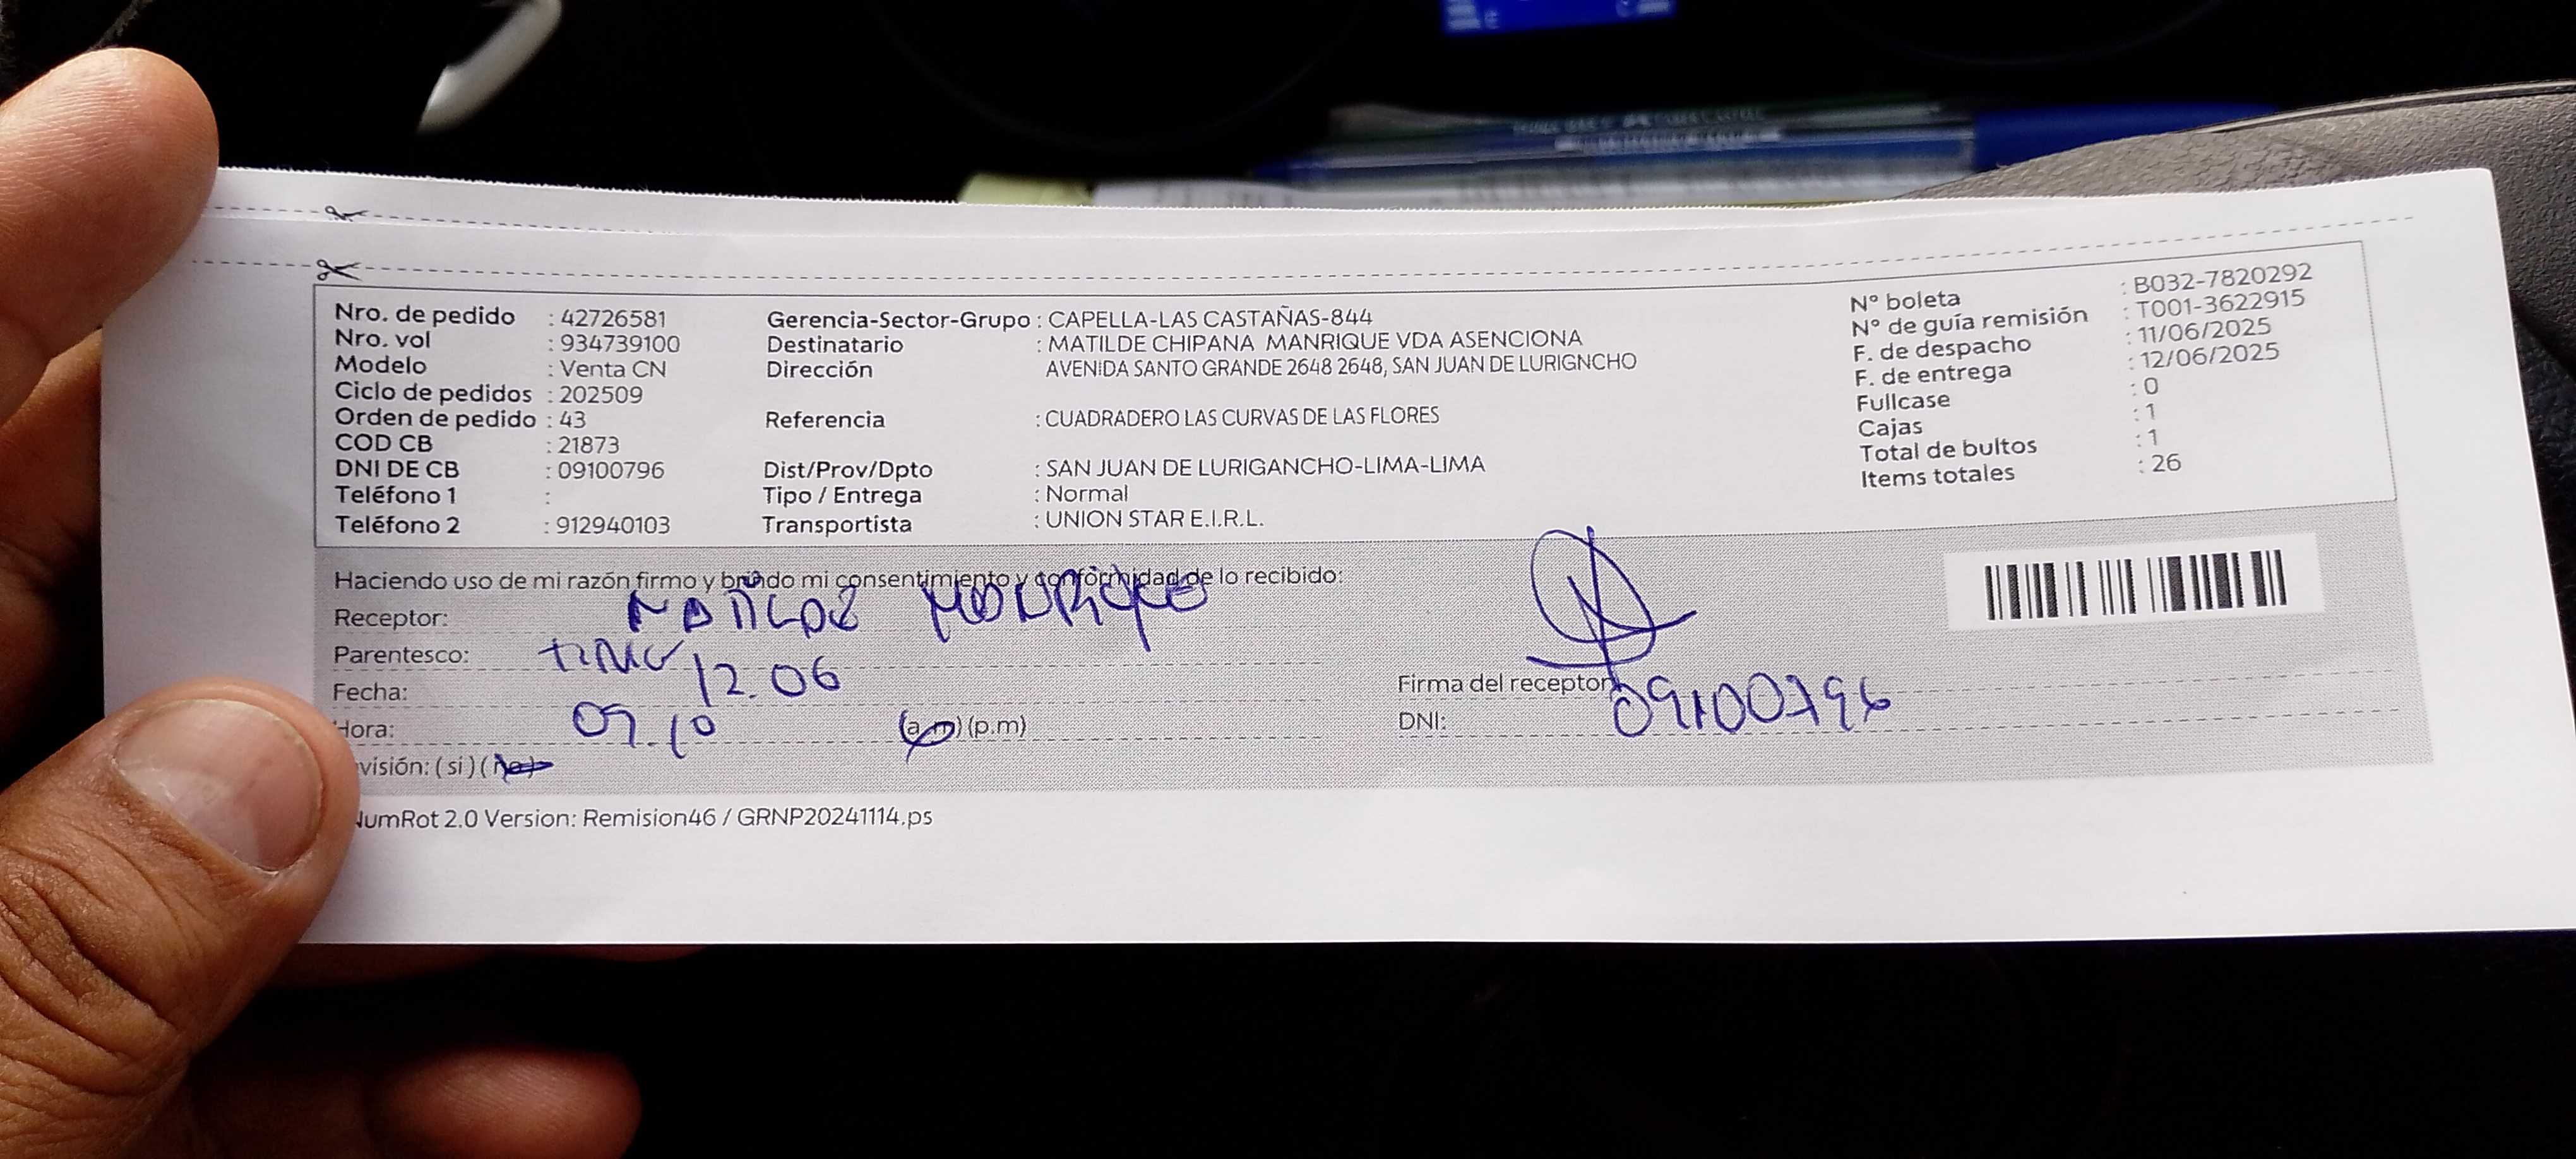 Nro. de pedido : 42726581
Nro. vol : 934739100
Modelo : Venta CN
Ciclo de pedidos : 202509
Orden de pedido : 43
COD CB : 21873
DNI DE CB : 09100796
Teléfono 1 :
Teléfono 2 : 912940103
Gerencia-Sector-Grupo : CAPELLA-LAS CASTAÑAS-844
Destinatario : MATILDE CHIPANA MANRIQUE VDA ASENCIONA
Dirección AVENIDA SANTO GRANDE 2648 2648, SAN JUAN DE LURIGNCHO
Referencia : CUADRADERO LAS CURVAS DE LAS FLORES
Dist/Prov/Dpto : SAN JUAN DE LURIGANCHO-LIMA-LIMA
Tipo / Entrega : Normal
Transportista : UNION STAR E.I.R.L.
N° boleta : B032-7820292
N° de guía remisión : T001-3622915
F. de despacho : 11/06/2025
F. de entrega : 12/06/2025
Fullcase : 0
Cajas : 1
Total de bultos : 1
Items totales : 26
Haciendo uso de mi razón firmo y brindo mi consentimiento y conformidad de lo recibido:
Receptor: MATILDE MANRIQUE
Parentesco:
Fecha: 12.06
Hora: 09.10 (a.m) (p.m)
visión: ( si ) ( no )
Firma del receptor
DNI: 09100796
NumRot 2.0 Version: Remision46 / GRNP20241114.ps